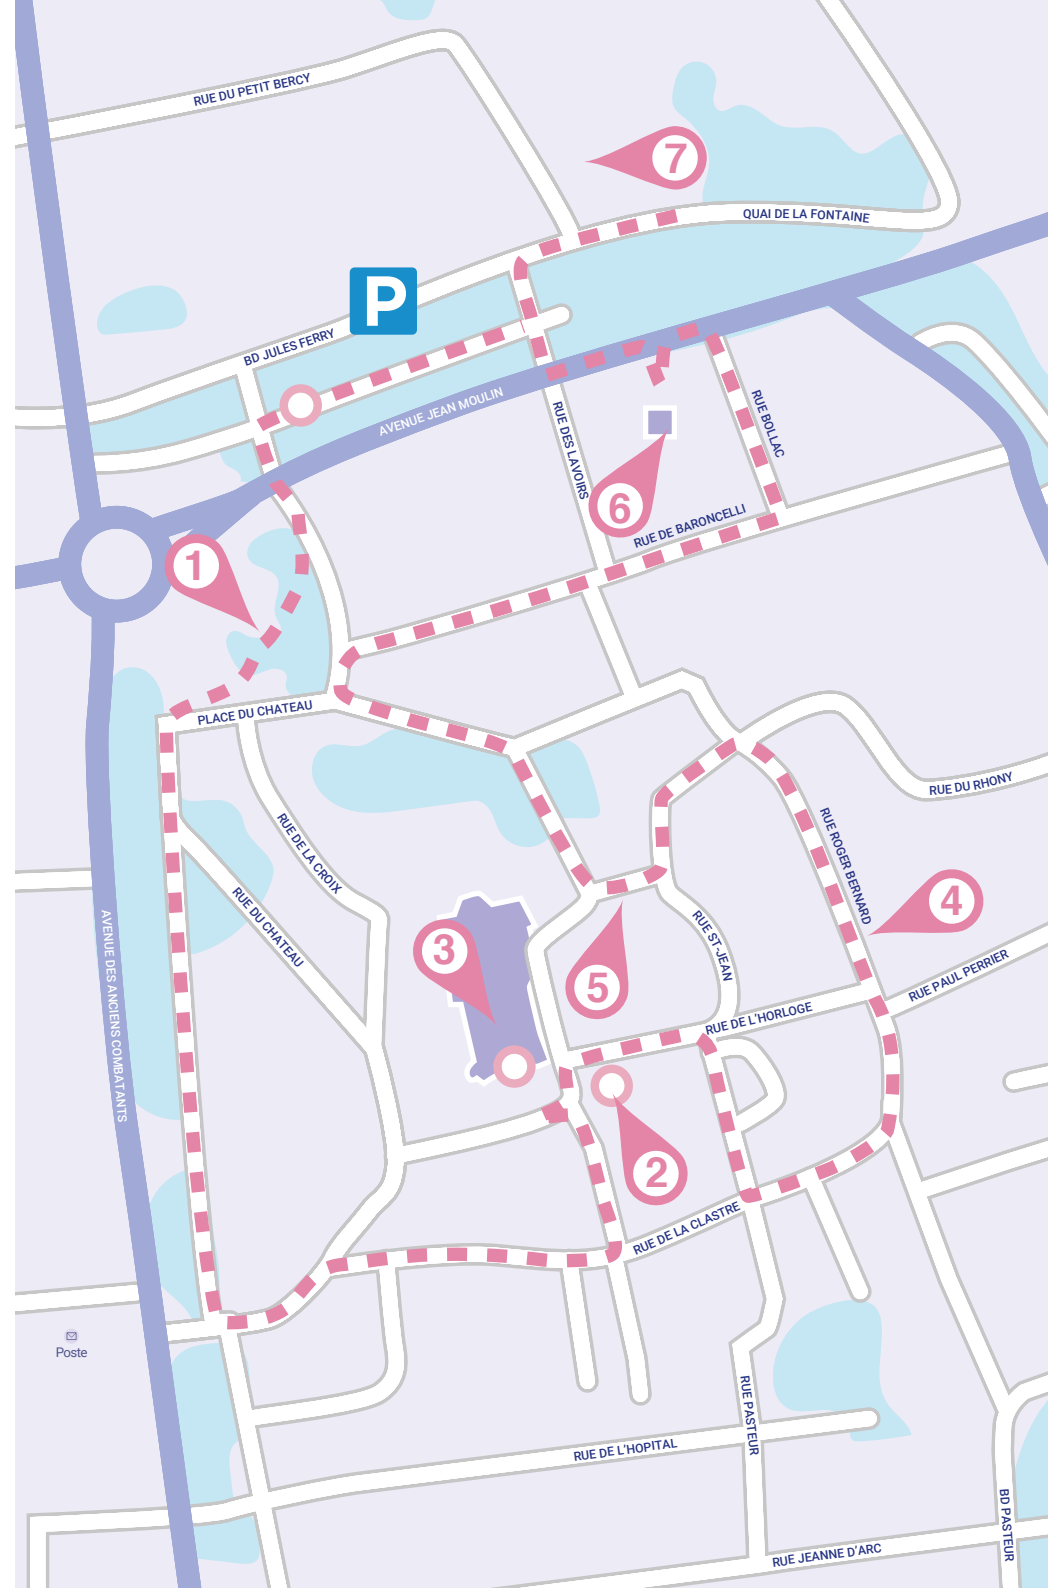 RUE DU PETIT BERCY
7
QUAI DE LA FONTAINE
P
BD JULES FERRY
AVENUE JEAN MOULIN
RUE DES LAVOIRS
RUE BOLLAC
6
RUE DE BARONCELLI
1
PLACE DU CHATEAU
RUE DU RHONY
RUE DE LA CROIX
RUE ROGER BERNARD
RUE DU CHATEAU
4
AVENUE DES ANCIENS COMBATANTS
3
5
RUE ST-JEAN
RUE PAUL PERRIER
RUE DE L'HORLOGE
2
RUE DE LA CLASTRE
Poste
RUE PASTEUR
RUE DE L'HOPITAL
BD PASTEUR
RUE JEANNE D'ARC